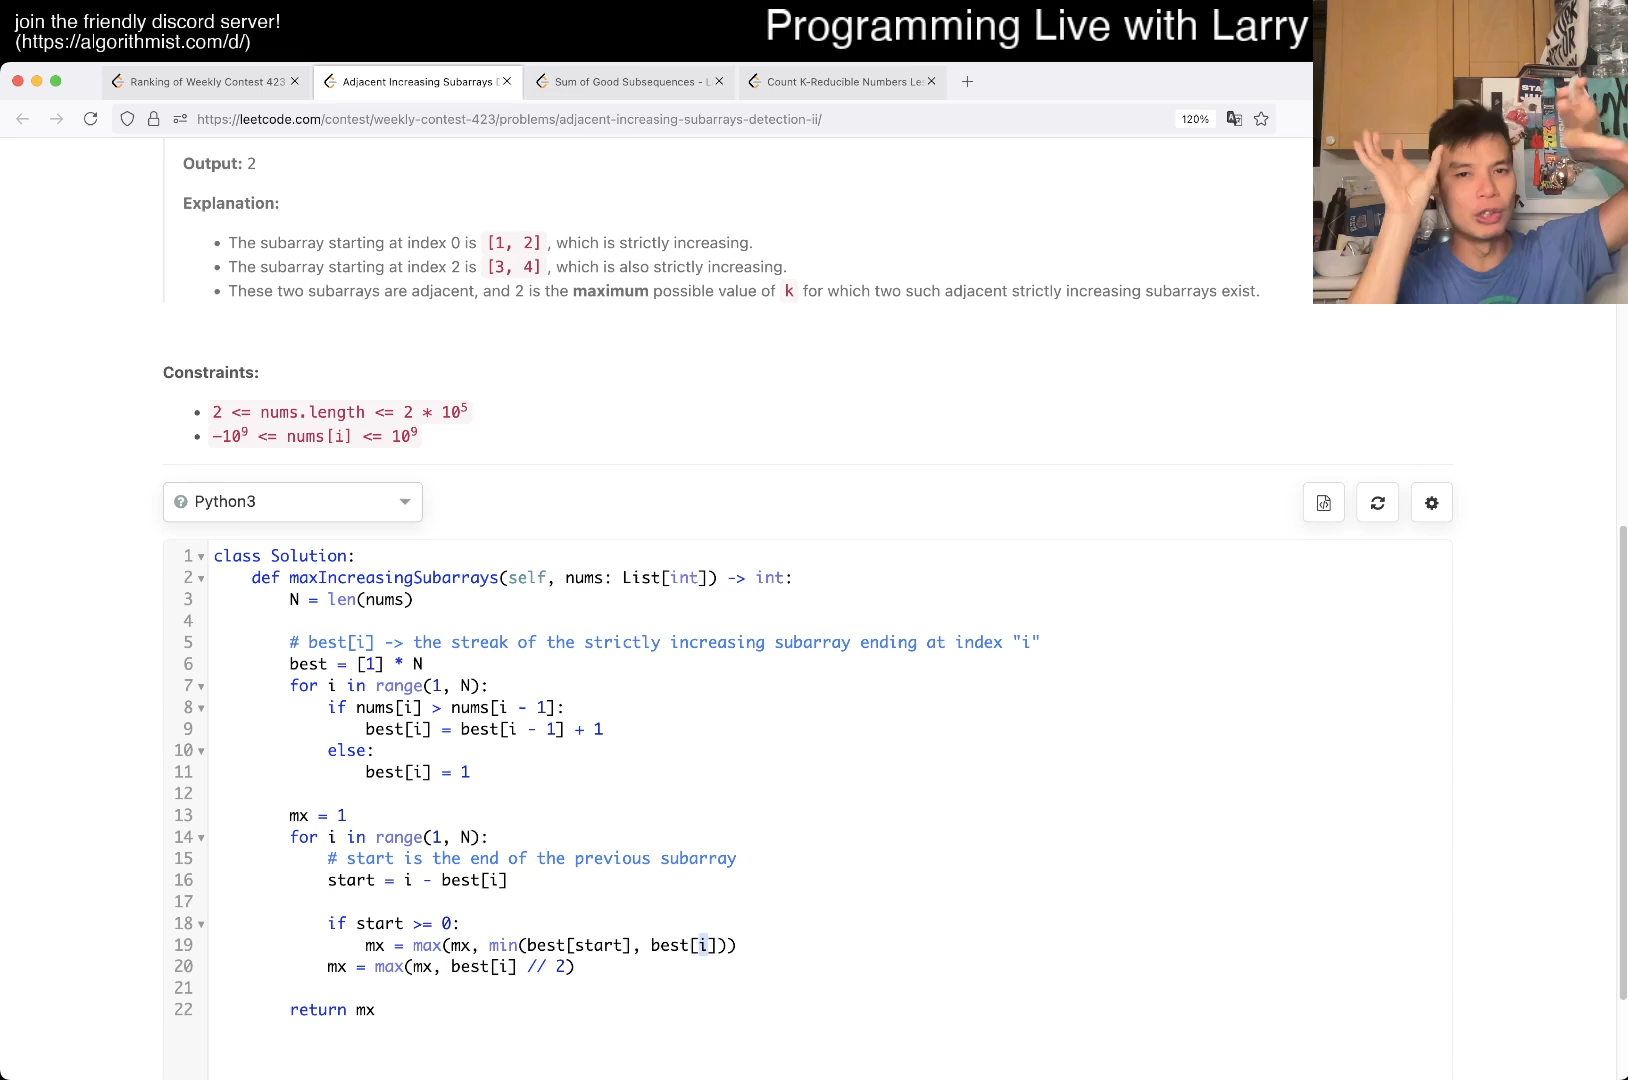 join the friendly discord server!
(https://algorithmist.com/d/)
Programming Live with Larry
Ranking of Weekly Contest 423
Adjacent Increasing Subarrays D
Sum of Good Subsequences - L
Count K-Reducible Numbers Le
https://leetcode.com/contest/weekly-contest-423/problems/adjacent-increasing-subarrays-detection-ii/
120%
Output: 2
Explanation:
• The subarray starting at index 0 is [1, 2], which is strictly increasing.
• The subarray starting at index 2 is [3, 4], which is also strictly increasing.
• These two subarrays are adjacent, and 2 is the maximum possible value of k for which two such adjacent strictly increasing subarrays exist.
Constraints:
• 2 <= nums.length <= 2 * 10⁵
• -10⁹ <= nums[i] <= 10⁹
Python3
1 class Solution:
2     def maxIncreasingSubarrays(self, nums: List[int]) -> int:
3         N = len(nums)
4
5         # best[i] -> the streak of the strictly increasing subarray ending at index "i"
6         best = [1] * N
7         for i in range(1, N):
8             if nums[i] > nums[i - 1]:
9                 best[i] = best[i - 1] + 1
10             else:
11                 best[i] = 1
12
13         mx = 1
14         for i in range(1, N):
15             # start is the end of the previous subarray
16             start = i - best[i]
17
18             if start >= 0:
19                 mx = max(mx, min(best[start], best[i]))
20             mx = max(mx, best[i] // 2)
21
22         return mx